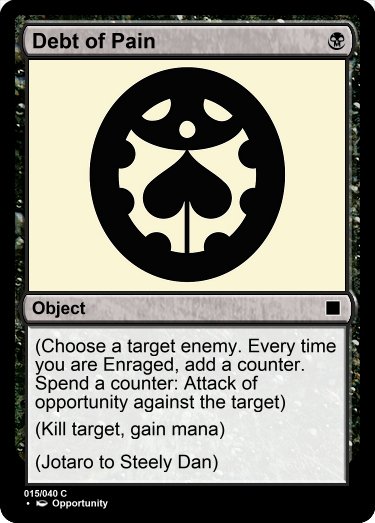 Debt of Pain
Object
(Choose a target enemy. Every time
you are Enraged, add a counter.
Spend a counter: Attack of
opportunity against the target)
(Kill target, gain mana)
(Jotaro to Steely Dan)
015/040 C
• Opportunity